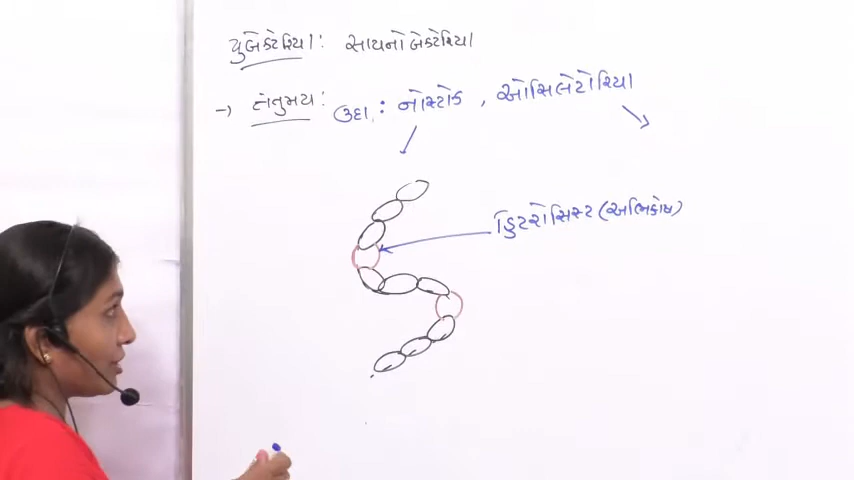 યુબેક્ટેરિયા: સાયનોબેક્ટેરિયા
→ તંતુમય: ઉદા.: નોસ્ટોક, ઓસિલેટોરિયા
હિટરોસિસ્ટ (અભિકોષ)